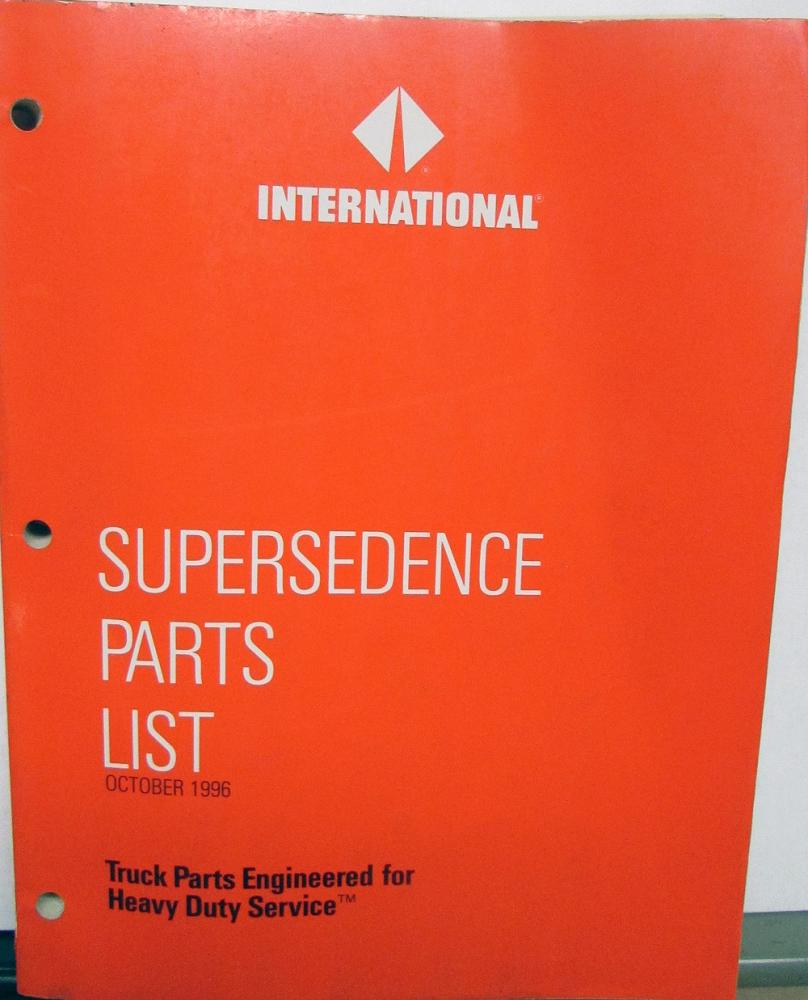 ®
INTERNATIONAL®
SUPERSEDENCE
PARTS
LIST
OCTOBER 1996
Truck Parts Engineered for
Heavy Duty Service™